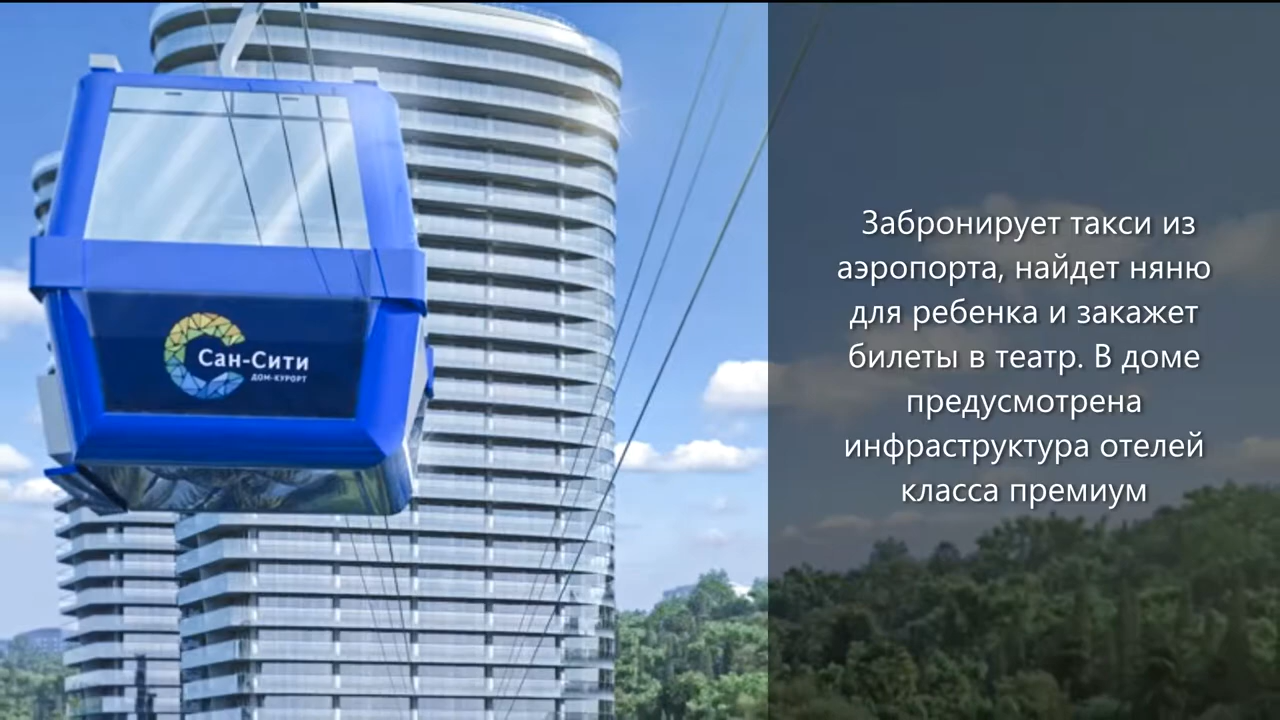 Сан-Сити
ДОМ-КУРОРТ
Забронирует такси из
аэропорта, найдет няню
для ребенка и закажет
билеты в театр. В доме
предусмотрена
инфраструктура отелей
класса премиум